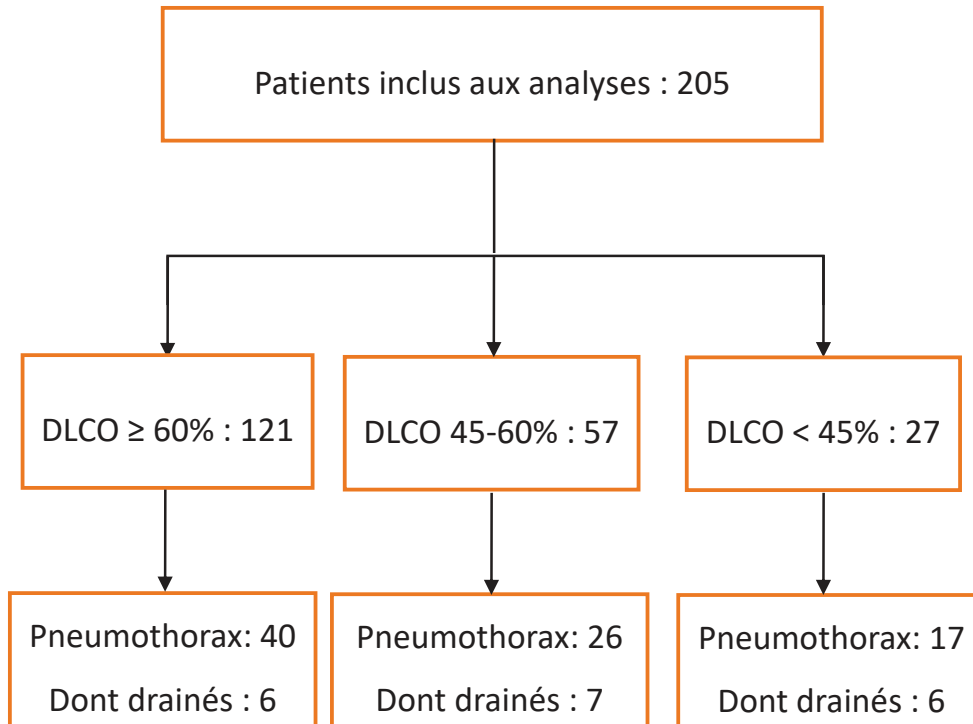 Patients inclus aux analyses : 205
DLCO ≥ 60% : 121
DLCO 45-60% : 57
DLCO < 45% : 27
Pneumothorax: 40
Dont drainés : 6
Pneumothorax: 26
Dont drainés : 7
Pneumothorax: 17
Dont drainés : 6